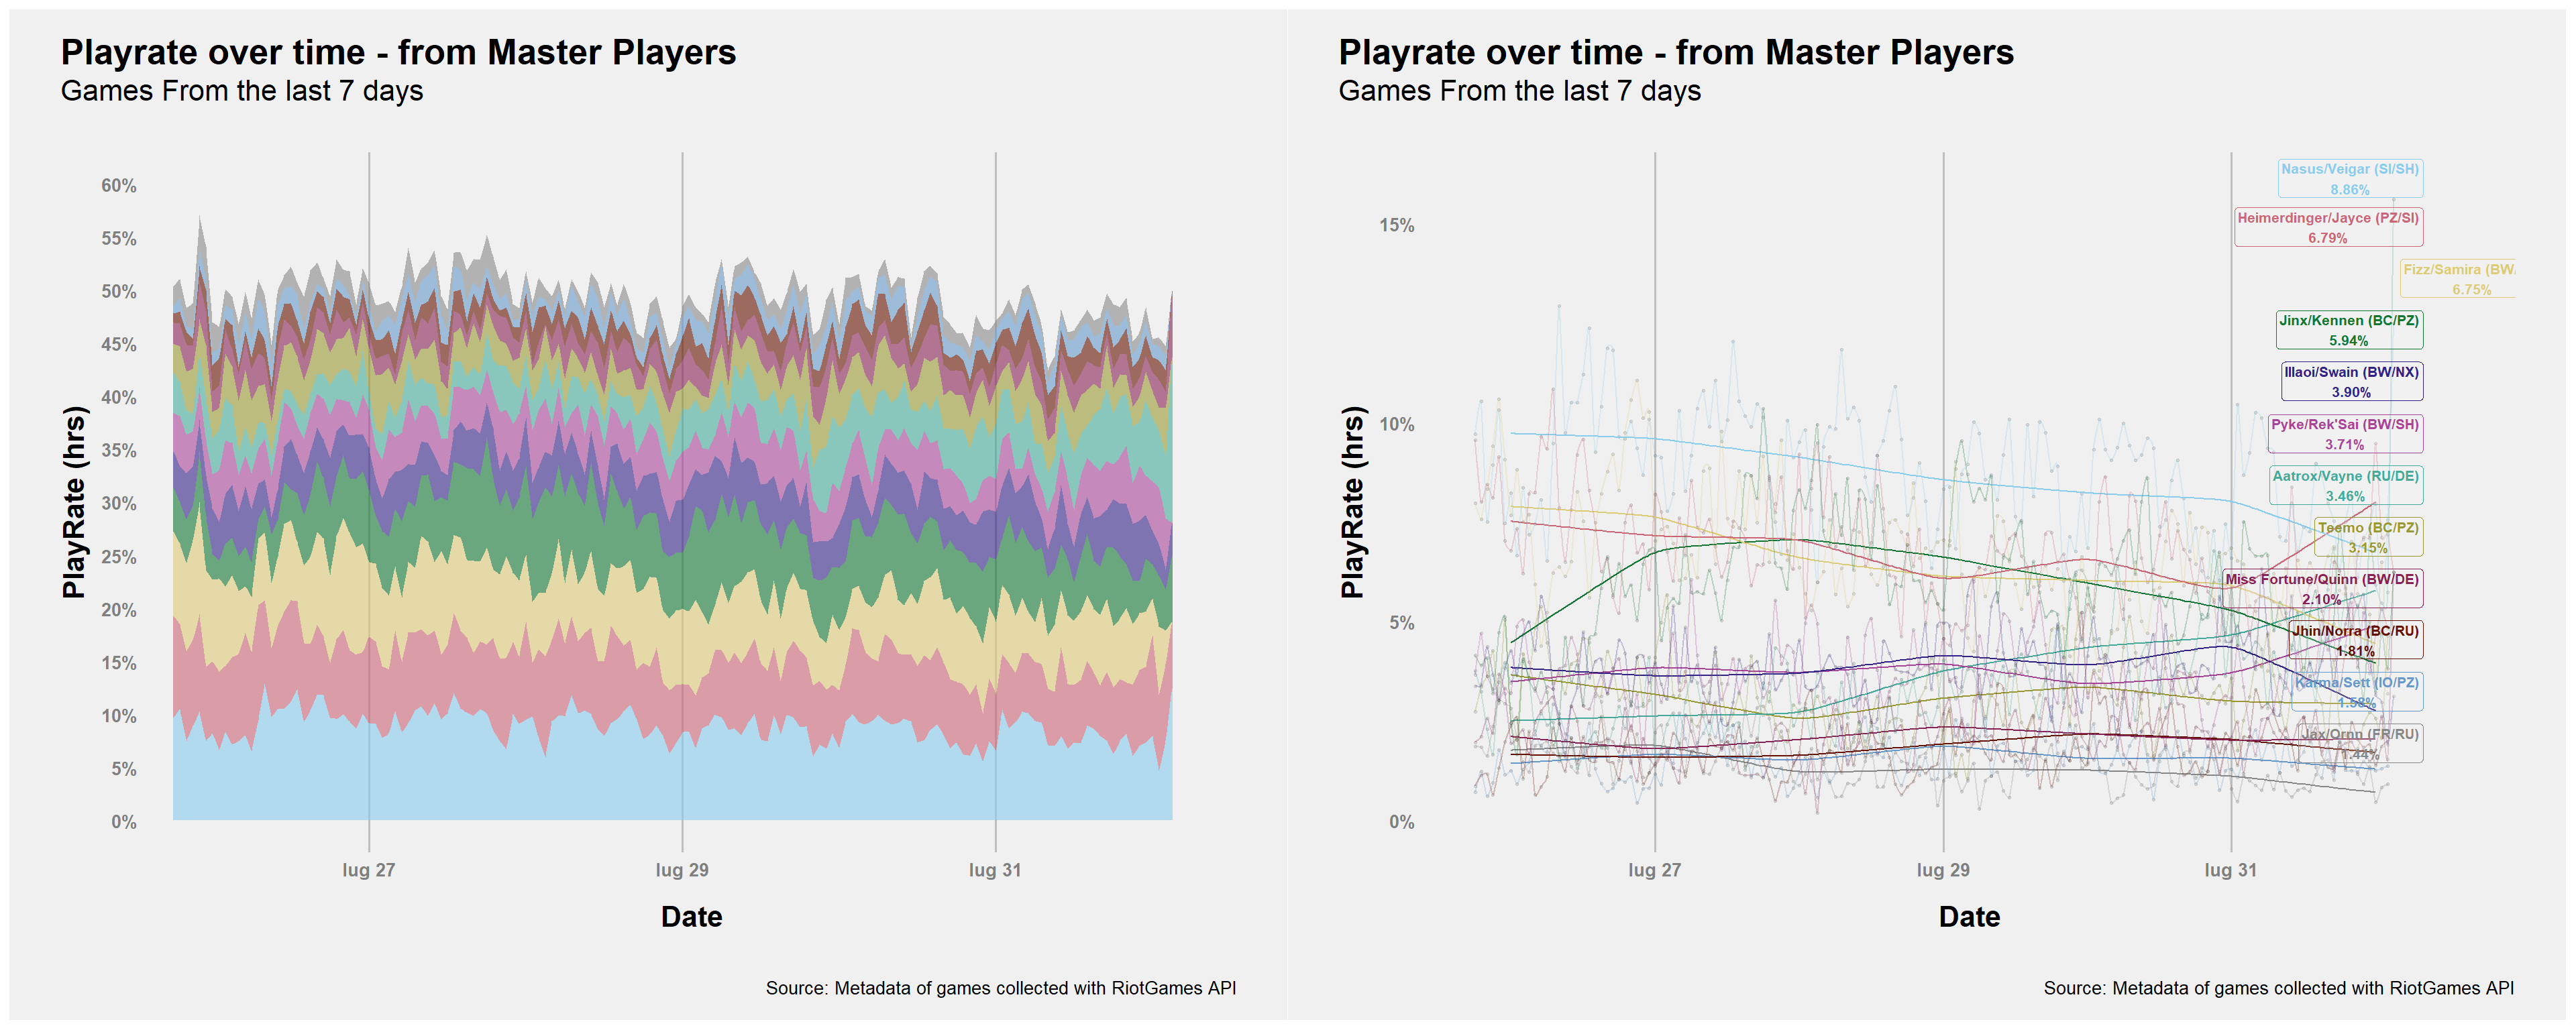 Playrate over time - from Master Players
Games From the last 7 days
60%
55%
50%
45%
40%
35%
30%
25%
20%
15%
10%
5%
0%
PlayRate (hrs)
lug 27
lug 29
lug 31
Date
Source: Metadata of games collected with RiotGames API
Playrate over time - from Master Players
Games From the last 7 days
15%
10%
5%
0%
PlayRate (hrs)
Nasus/Veigar (SI/SH)
8.86%
Heimerdinger/Jayce (PZ/SI)
6.79%
Fizz/Samira (BW/
6.75%
Jinx/Kennen (BC/PZ)
5.94%
Illaoi/Swain (BW/NX)
3.90%
Pyke/Rek'Sai (BW/SH)
3.71%
Aatrox/Vayne (RU/DE)
3.46%
Teemo (BC/PZ)
3.15%
Miss Fortune/Quinn (BW/DE)
2.10%
Jhin/Norra (BC/RU)
1.81%
Karma/Sett (IO/PZ)
1.58%
Jax/Ornn (FR/RU)
1.44%
lug 27
lug 29
lug 31
Date
Source: Metadata of games collected with RiotGames API